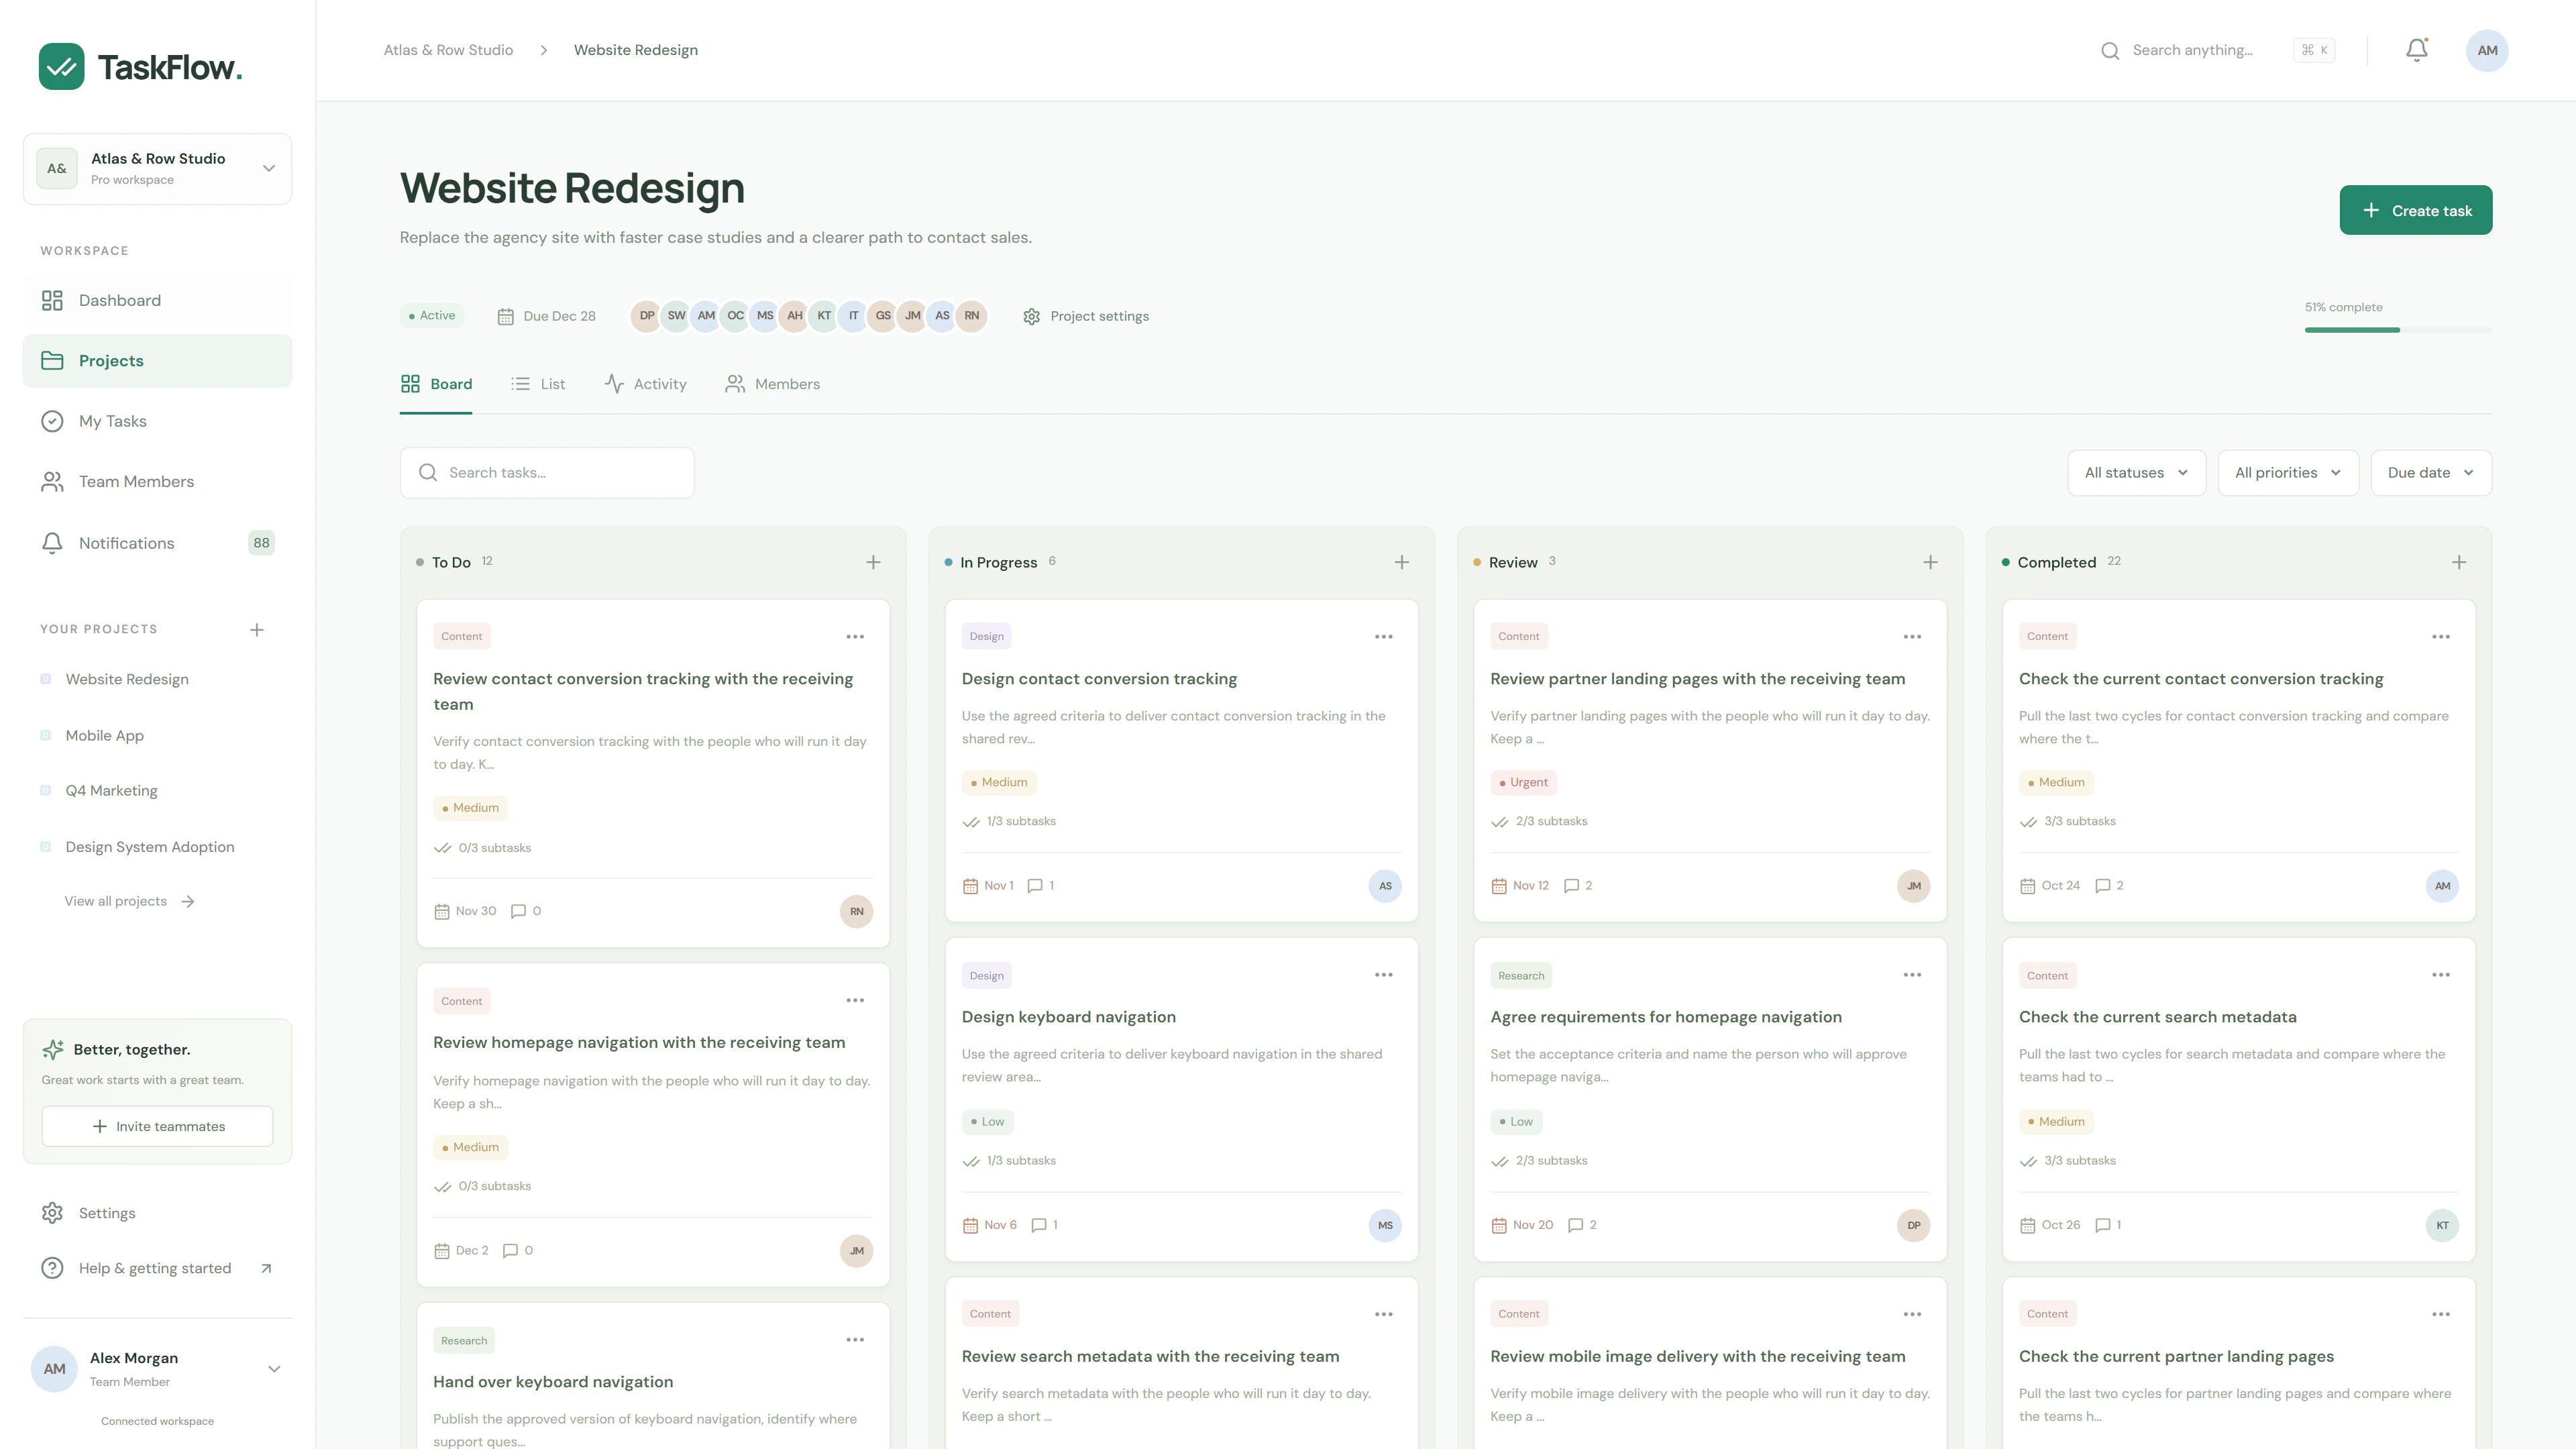 TaskFlow.
A&
Atlas & Row Studio
Pro workspace
WORKSPACE
Dashboard
Projects
My Tasks
Team Members
Notifications 88
YOUR PROJECTS
Website Redesign
Mobile App
Q4 Marketing
Design System Adoption
View all projects
Better, together.
Great work starts with a great team.
Invite teammates
Settings
Help & getting started
AM
Alex Morgan
Team Member
Connected workspace
Atlas & Row Studio Website Redesign
Search anything... ⌘ K
AM
Website Redesign
Replace the agency site with faster case studies and a clearer path to contact sales.
Create task
Active
Due Dec 28
DP SW AM OC MS AH KT IT GS JM AS RN
Project settings
51% complete
Board List Activity Members
Search tasks...
All statuses All priorities Due date
To Do 12
Content
Review contact conversion tracking with the receiving
team
Verify contact conversion tracking with the people who will run it day
to day. K...
Medium
0/3 subtasks
Nov 30 0 RN
Content
Review homepage navigation with the receiving team
Verify homepage navigation with the people who will run it day to day.
Keep a sh...
Medium
0/3 subtasks
Dec 2 0 JM
Research
Hand over keyboard navigation
Publish the approved version of keyboard navigation, identify where
support ques...
In Progress 6
Design
Design contact conversion tracking
Use the agreed criteria to deliver contact conversion tracking in the
shared rev...
Medium
1/3 subtasks
Nov 1 1 AS
Design
Design keyboard navigation
Use the agreed criteria to deliver keyboard navigation in the shared
review area...
Low
1/3 subtasks
Nov 6 1 MS
Content
Review search metadata with the receiving team
Verify search metadata with the people who will run it day to day.
Keep a short ...
Review 3
Content
Review partner landing pages with the receiving team
Verify partner landing pages with the people who will run it day to day.
Keep a ...
Urgent
2/3 subtasks
Nov 12 2 JM
Research
Agree requirements for homepage navigation
Set the acceptance criteria and name the person who will approve
homepage naviga...
Low
2/3 subtasks
Nov 20 2 DP
Content
Review mobile image delivery with the receiving team
Verify mobile image delivery with the people who will run it day to day.
Keep a ...
Completed 22
Content
Check the current contact conversion tracking
Pull the last two cycles for contact conversion tracking and compare
where the t...
Medium
3/3 subtasks
Oct 24 2 AM
Content
Check the current search metadata
Pull the last two cycles for search metadata and compare where the
teams had to ...
Medium
3/3 subtasks
Oct 26 1 KT
Content
Check the current partner landing pages
Pull the last two cycles for partner landing pages and compare where
the teams h...